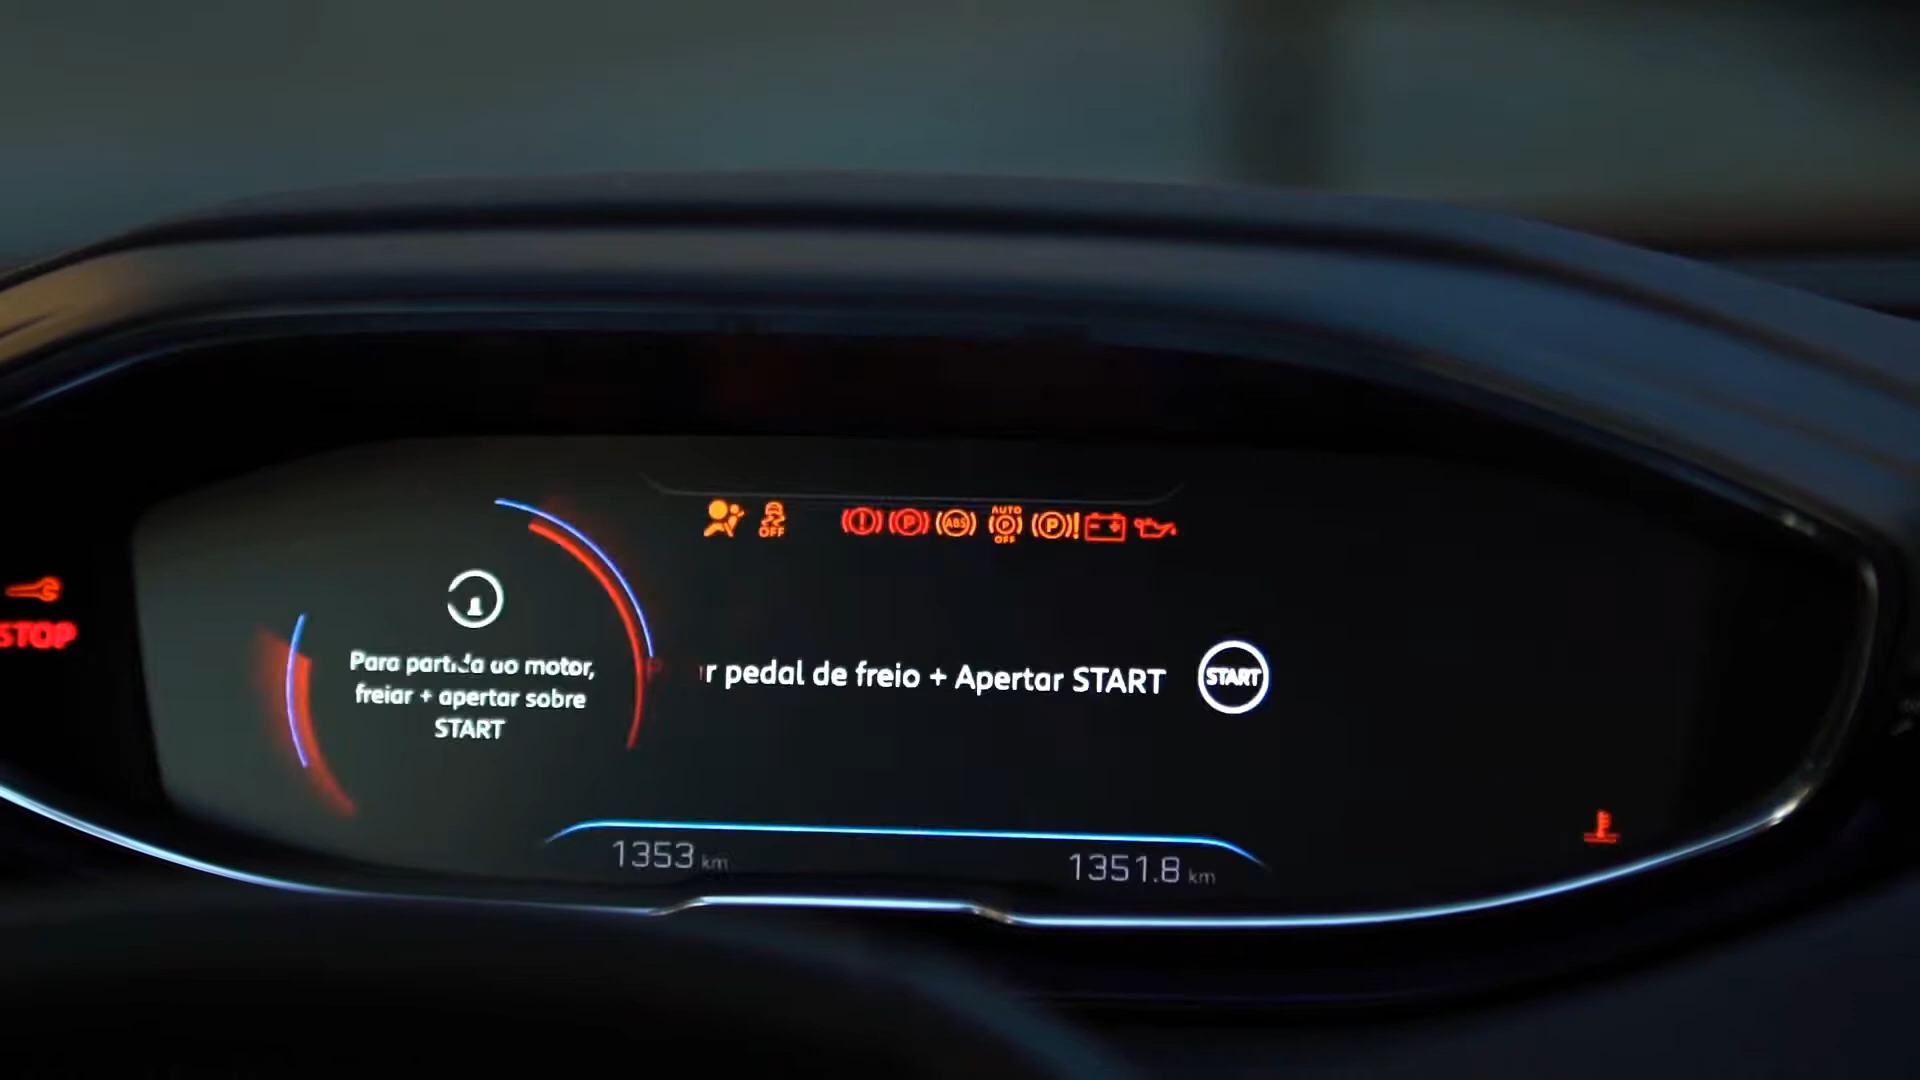 OFF
P
ABS
AUTO
P
OFF
P !
STOP
Para partida ao motor,
freiar + apertar sobre
START
r pedal de freio + Apertar START
START
1353 km
1351.8 km